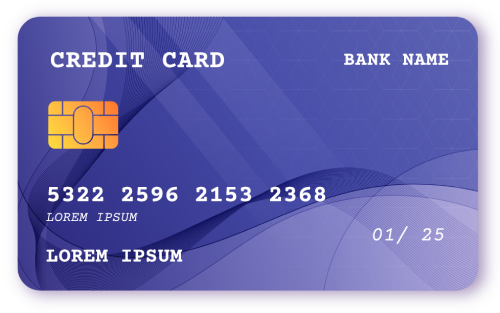 CREDIT CARD
BANK NAME
5322 2596 2153 2368
LOREM IPSUM
01/ 25
LOREM IPSUM